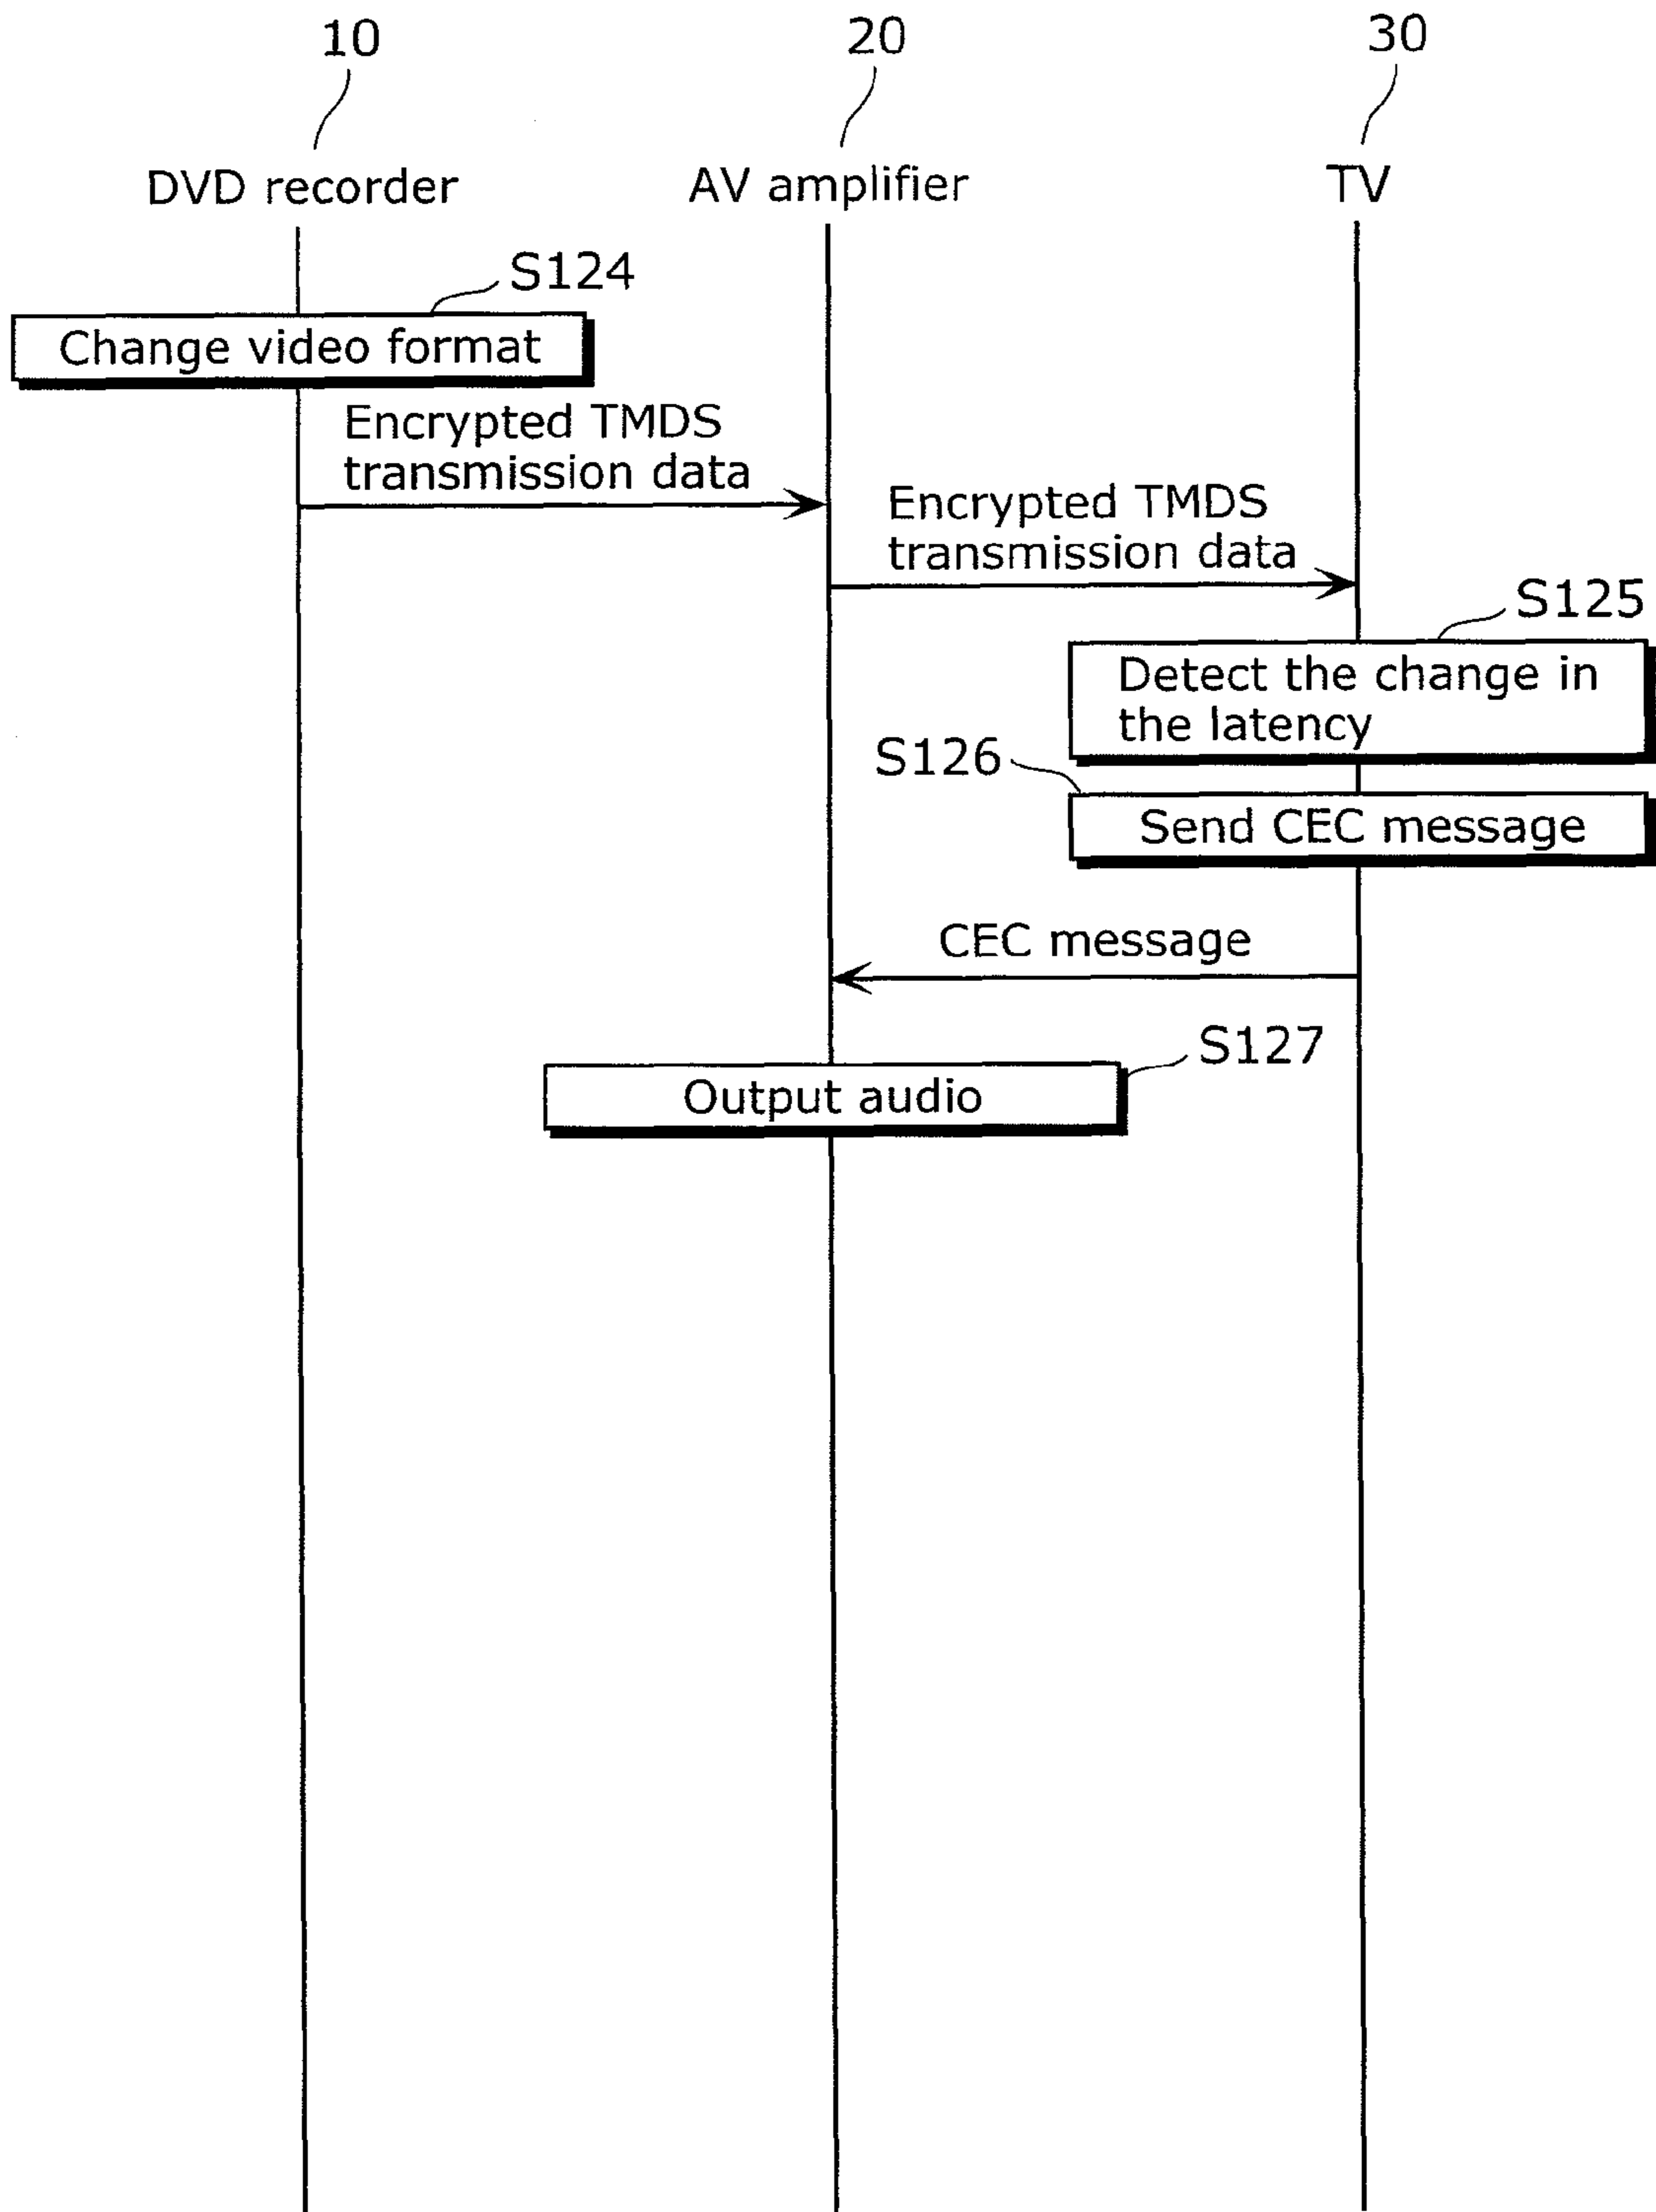 10
20
30
DVD recorder
AV amplifier
TV
S124
Change video format
Encrypted TMDS
transmission data
Encrypted TMDS
transmission data
S125
Detect the change in
the latency
S126
Send CEC message
CEC message
S127
Output audio